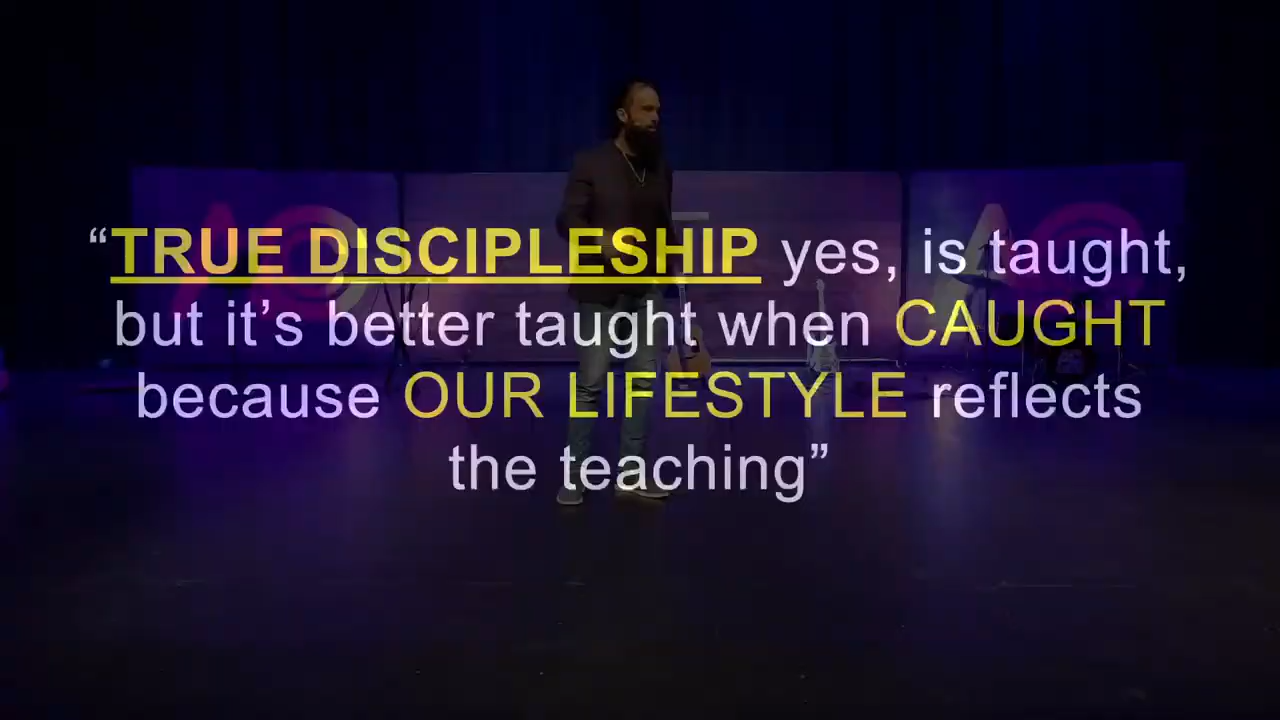 “TRUE DISCIPLESHIP yes, is taught,
but it’s better taught when CAUGHT
because OUR LIFESTYLE reflects
the teaching”